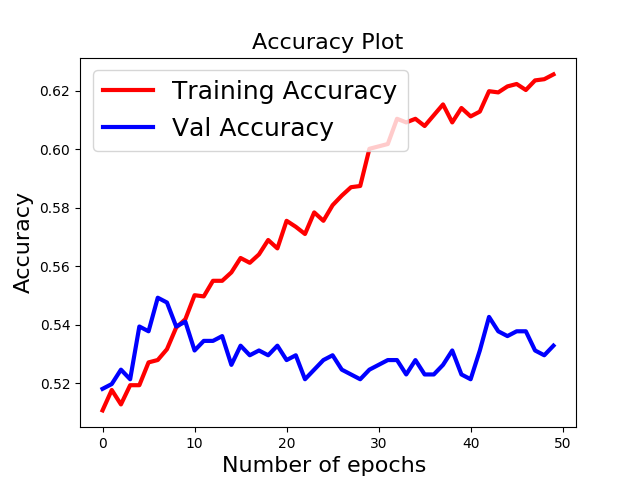 Accuracy Plot
Training Accuracy
Val Accuracy
Accuracy
0.62
0.60
0.58
0.56
0.54
0.52
0 10 20 30 40 50
Number of epochs